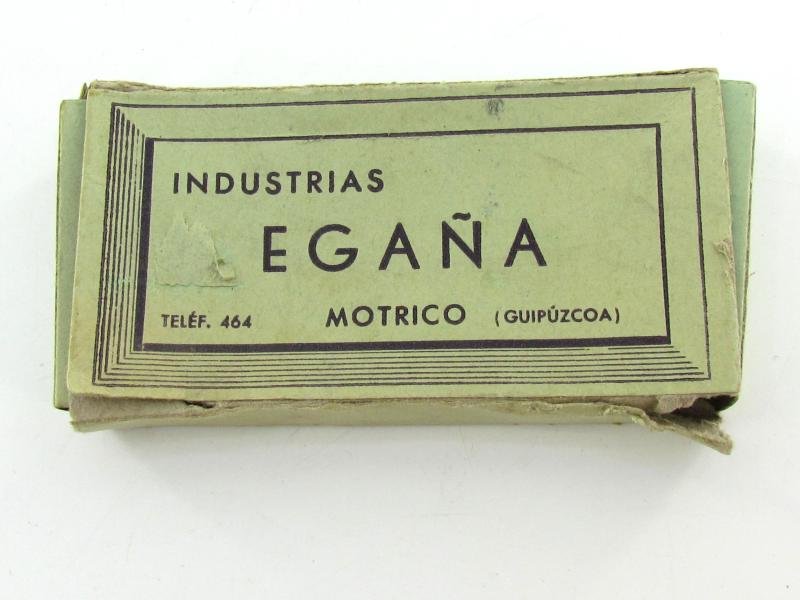 INDUSTRIAS
EGAÑA
TELÉF. 464 MOTRICO (GUIPÚZCOA)